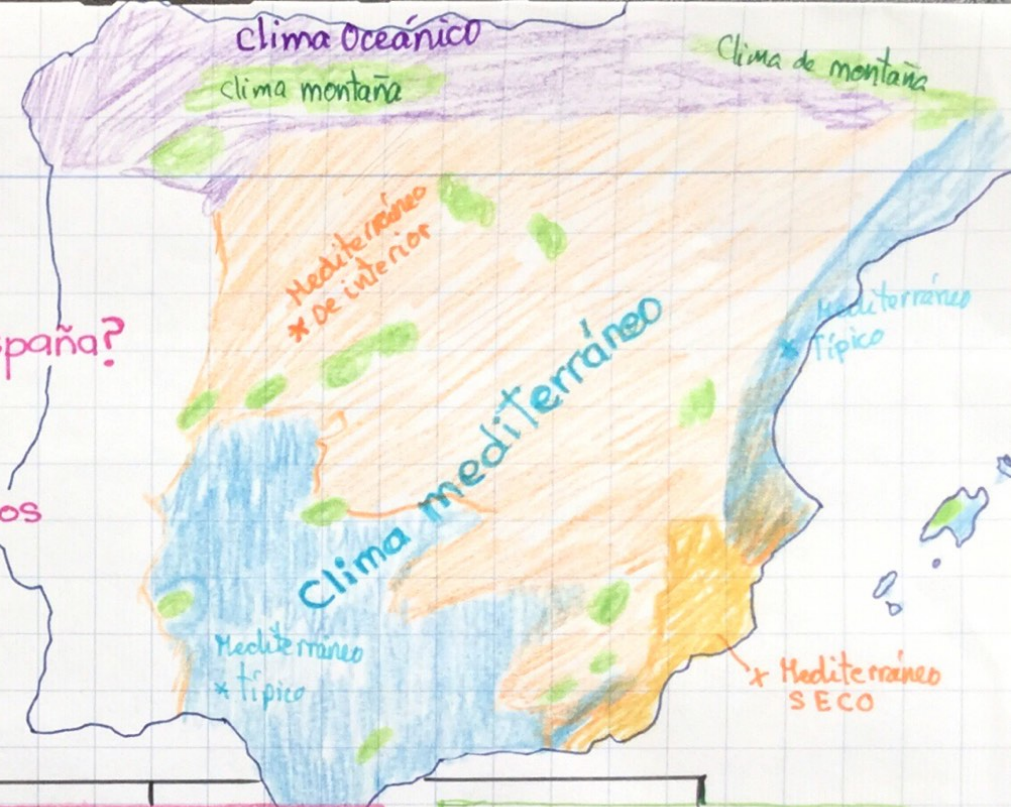 Clima Oceánico
Clima de montaña
Clima montaña
Mediterráneo
* De interior
Mediterráneo
* Típico
spaña?
Clima mediterráneo
os
Mediterráneo
* típico
* Mediterráneo
SECO